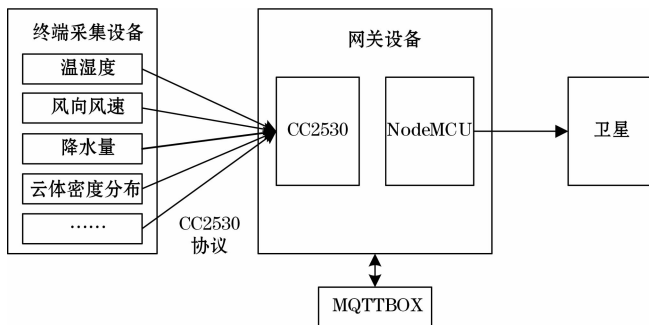 终端采集设备
温湿度
风向风速
降水量
云体密度分布
……
CC2530
协议
网关设备
CC2530
NodeMCU
卫星
MQTTBOX